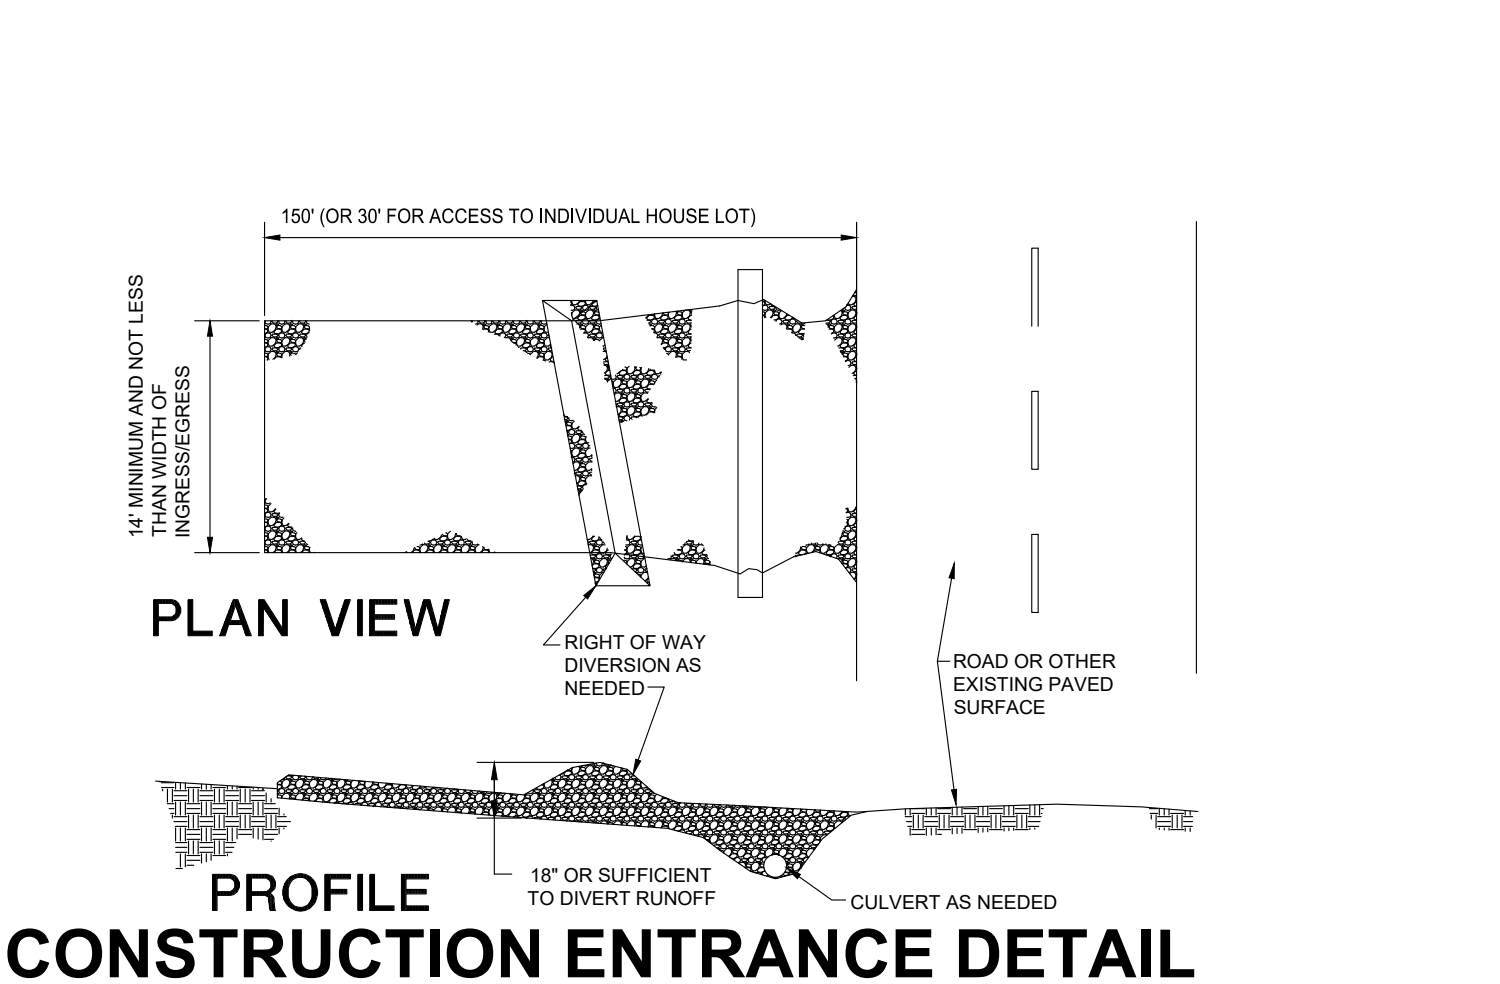 150' (OR 30' FOR ACCESS TO INDIVIDUAL HOUSE LOT)
14' MINIMUM AND NOT LESS
THAN WIDTH OF
INGRESS/EGRESS
PLAN VIEW
RIGHT OF WAY
DIVERSION AS
NEEDED
ROAD OR OTHER
EXISTING PAVED
SURFACE
18" OR SUFFICIENT
TO DIVERT RUNOFF
CULVERT AS NEEDED
PROFILE
CONSTRUCTION ENTRANCE DETAIL